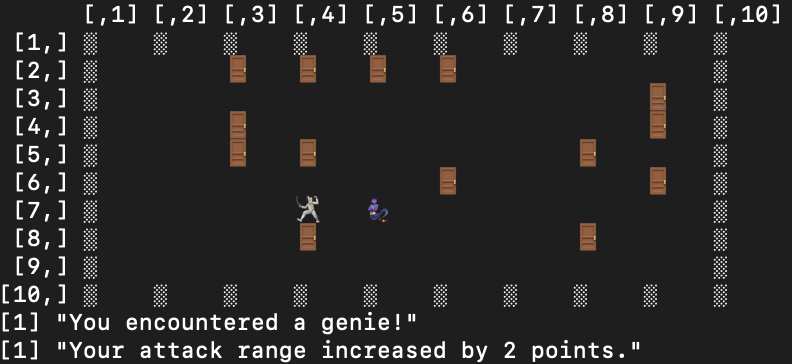 [,1] [,2] [,3] [,4] [,5] [,6] [,7] [,8] [,9] [,10]
[1,] ░ ░ ░ ░ ░ ░ ░ ░ ░ ░
[2,] ░ 🚪 🚪 🚪 🚪 ░
[3,] ░ 🚪 ░
[4,] ░ 🚪 🚪 ░
[5,] ░ 🚪 🚪 🚪 ░
[6,] ░ 🚪 🚪 ░
[7,] ░ 🤺 🧞 ░
[8,] ░ 🚪 🚪 ░
[9,] ░ ░
[10,] ░ ░ ░ ░ ░ ░ ░ ░ ░ ░
[1] "You encountered a genie!"
[1] "Your attack range increased by 2 points."